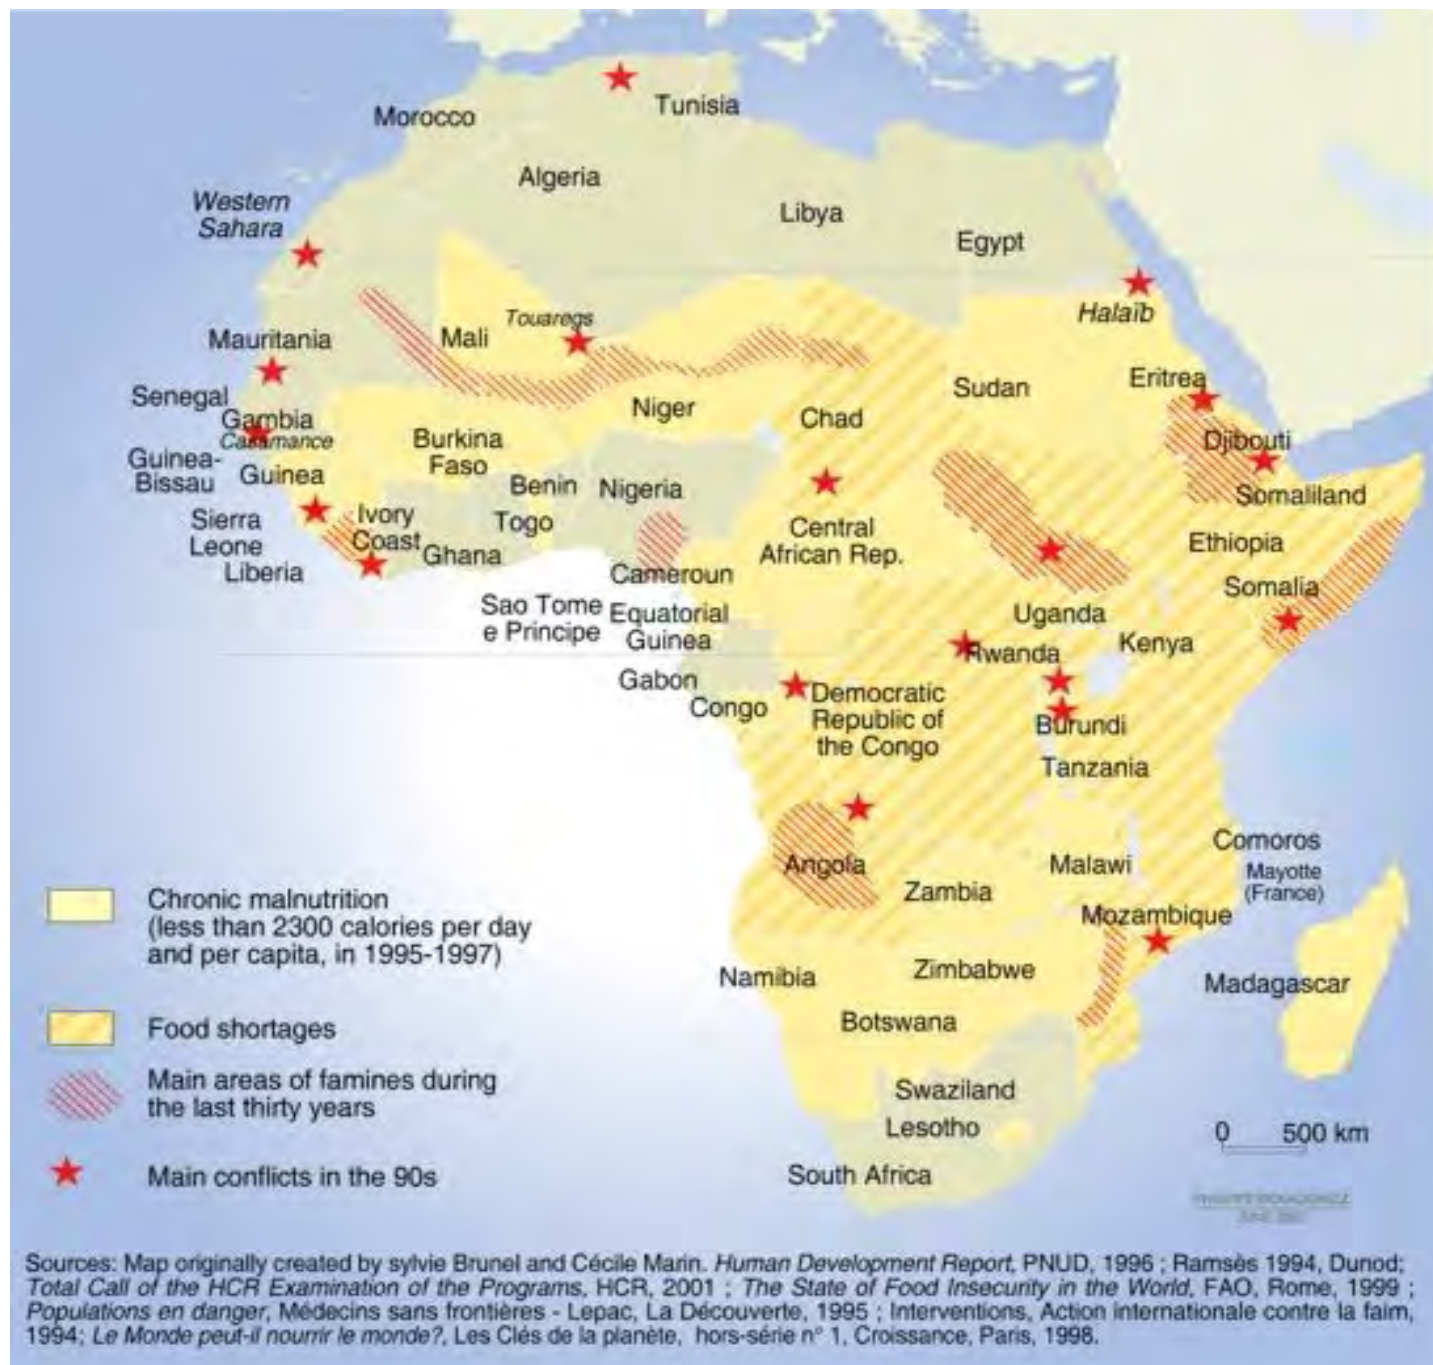 Tunisia
Morocco
Algeria
Western
Sahara
Libya
Egypt
Halaïb
Touaregs
Mali
Mauritania
Eritrea
Sudan
Senegal
Niger
Chad
Gambia
Casamance
Burkina
Faso
Djibouti
Guinea-
Bissau
Guinea
Benin
Nigeria
Somaliland
Ivory
Coast
Togo
Sierra
Leone
Central
African Rep.
Ethiopia
Ghana
Liberia
Cameroun
Somalia
Sao Tome
e Principe
Equatorial
Guinea
Uganda
Kenya
Rwanda
Gabon
Congo
Democratic
Republic of
the Congo
Burundi
Tanzania
Comoros
Mayotte
(France)
Angola
Malawi
Zambia
Mozambique
Namibia
Zimbabwe
Madagascar
Botswana
Swaziland
Lesotho
South Africa
Chronic malnutrition
(less than 2300 calories per day
and per capita, in 1995-1997)
Food shortages
Main areas of famines during
the last thirty years
Main conflicts in the 90s
0 500 km
Sources: Map originally created by sylvie Brunel and Cécile Marin. Human Development Report, PNUD, 1996 ; Ramsès 1994, Dunod;
Total Call of the HCR Examination of the Programs, HCR, 2001 ; The State of Food Insecurity in the World, FAO, Rome, 1999 ;
Populations en danger, Médecins sans frontières - Lepac, La Découverte, 1995 ; Interventions, Action internationale contre la faim,
1994; Le Monde peut-il nourrir le monde?, Les Clés de la planète, hors-série n° 1, Croissance, Paris, 1998.